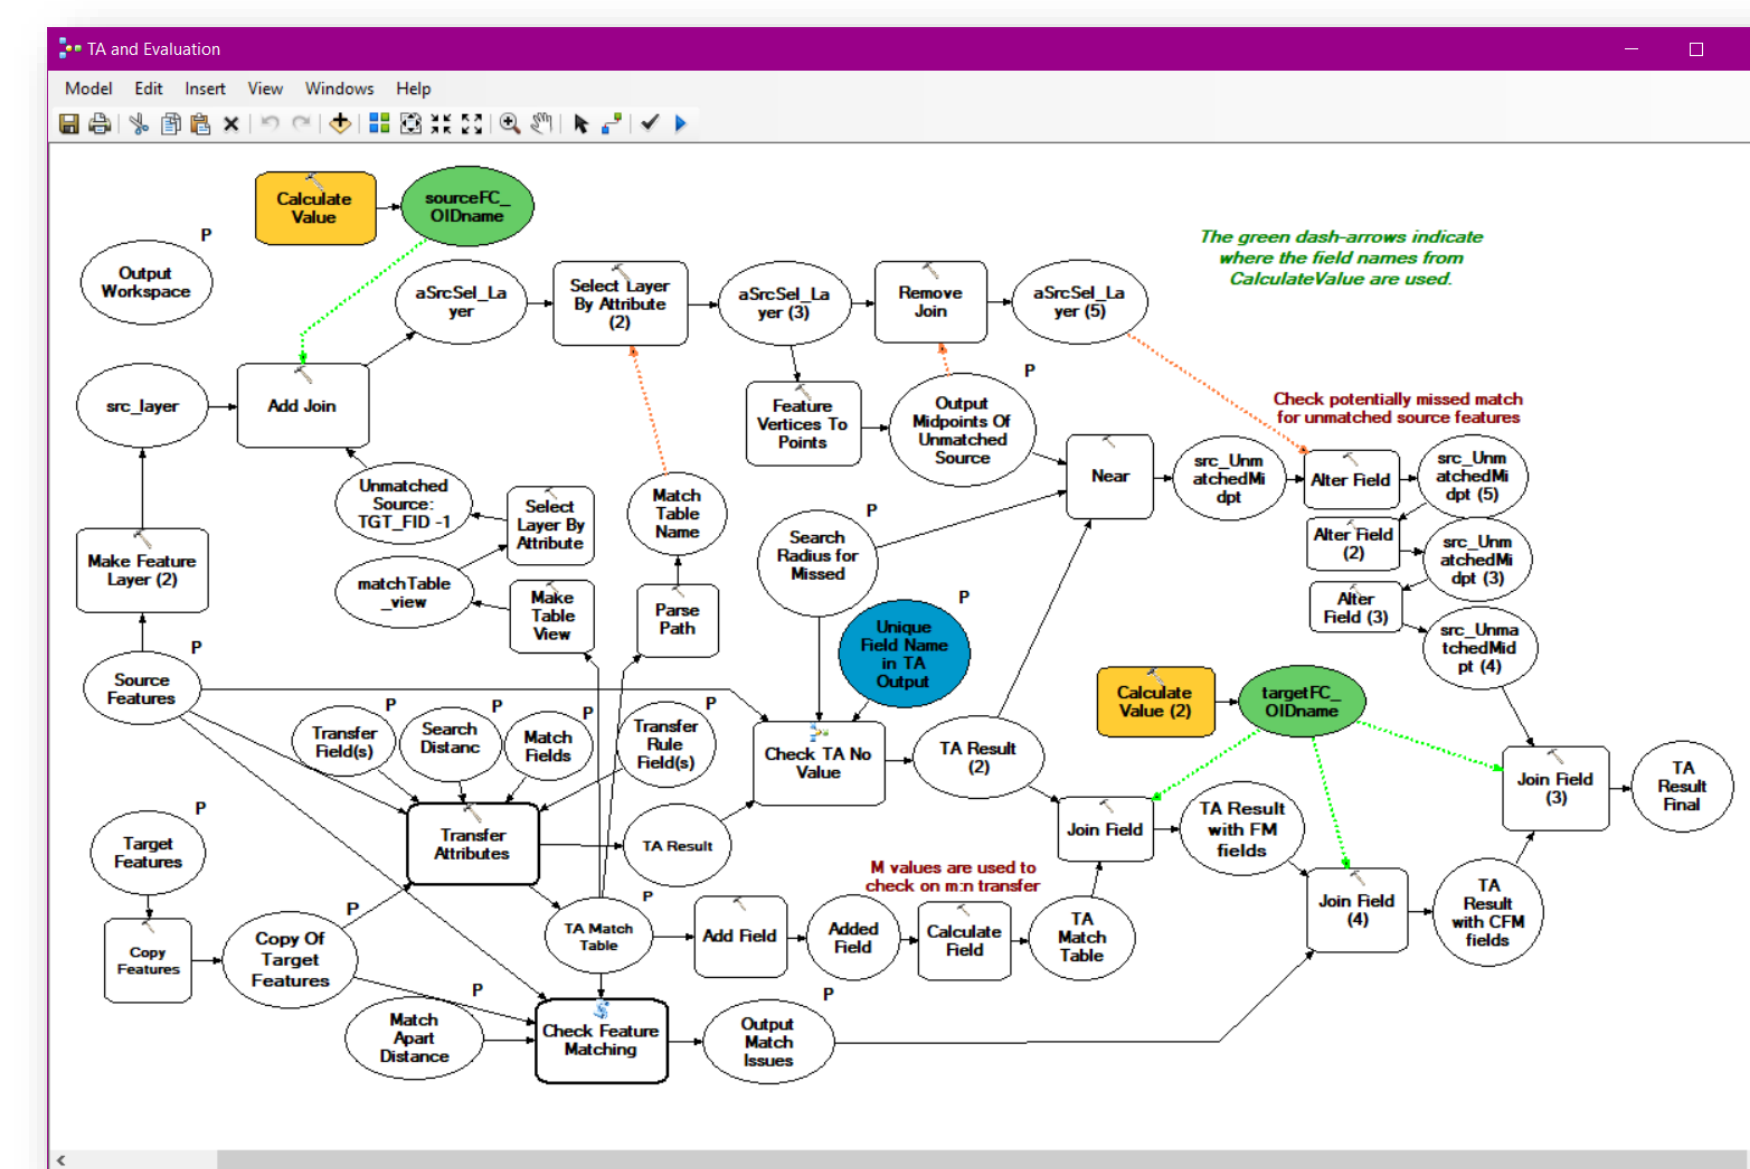 TA and Evaluation
Model Edit Insert View Windows Help
Calculate
Value
sourceFC_
OIDname
P
Output
Workspace
The green dash-arrows indicate
where the field names from
CalculateValue are used.
aSrcSel_La
yer
Select Layer
By Attribute
(2)
aSrcSel_La
yer (3)
Remove
Join
aSrcSel_La
yer (5)
src_layer
Add Join
Feature
Vertices To
Points
P
Output
Midpoints Of
Unmatched
Source
Check potentially missed match
for unmatched source features
Near
src_Unm
atchedMi
dpt
Alter Field
src_Unm
atchedMi
dpt (5)
Unmatched
Source:
TGT_FID -1
Select
Layer By
Attribute
Match
Table
Name
P
Search
Radius for
Missed
Alter Field
(2)
src_Unm
atchedMi
dpt (3)
Make Feature
Layer (2)
matchTable
_view
Make
Table
View
Parse
Path
P
Unique
Field Name
in TA
Output
Alter
Field (3)
src_Unma
tchedMid
pt (4)
P
Source
Features
Calculate
Value (2)
targetFC_
OIDname
P
Transfer
Field(s)
P
Search
Distanc
P
Match
Fields
P
Transfer
Rule
Field(s)
Check TA No
Value
TA Result
(2)
Join Field
(3)
TA
Result
Final
P
Target
Features
Transfer
Attributes
TA Result
Join Field
TA Result
with FM
fields
M values are used to
check on m:n transfer
Join Field
(4)
TA
Result
with CFM
fields
Copy
Features
P
Copy Of
Target
Features
P
TA Match
Table
Add Field
Added
Field
Calculate
Field
TA
Match
Table
P
Match
Apart
Distance
Check Feature
Matching
P
Output
Match
Issues